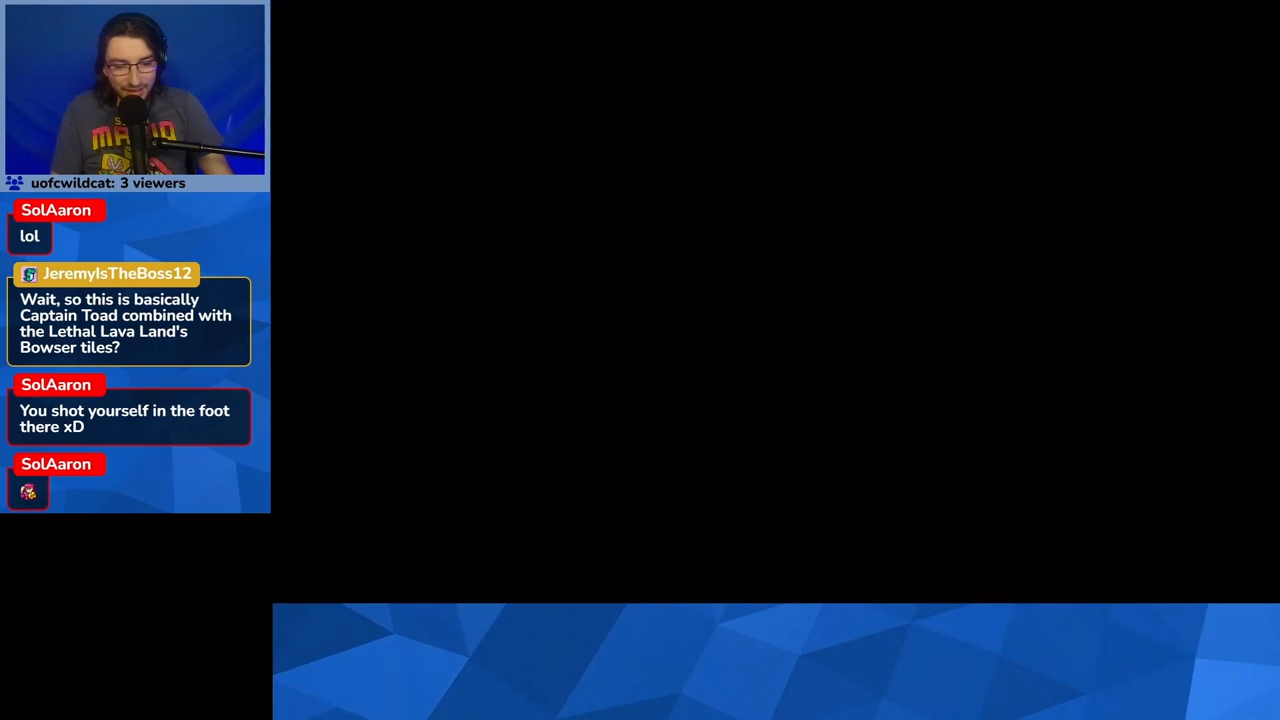 uofcwildcat: 3 viewers
SolAaron
lol
JeremyIsTheBoss12
Wait, so this is basically
Captain Toad combined with
the Lethal Lava Land's
Bowser tiles?
SolAaron
You shot yourself in the foot
there xD
SolAaron